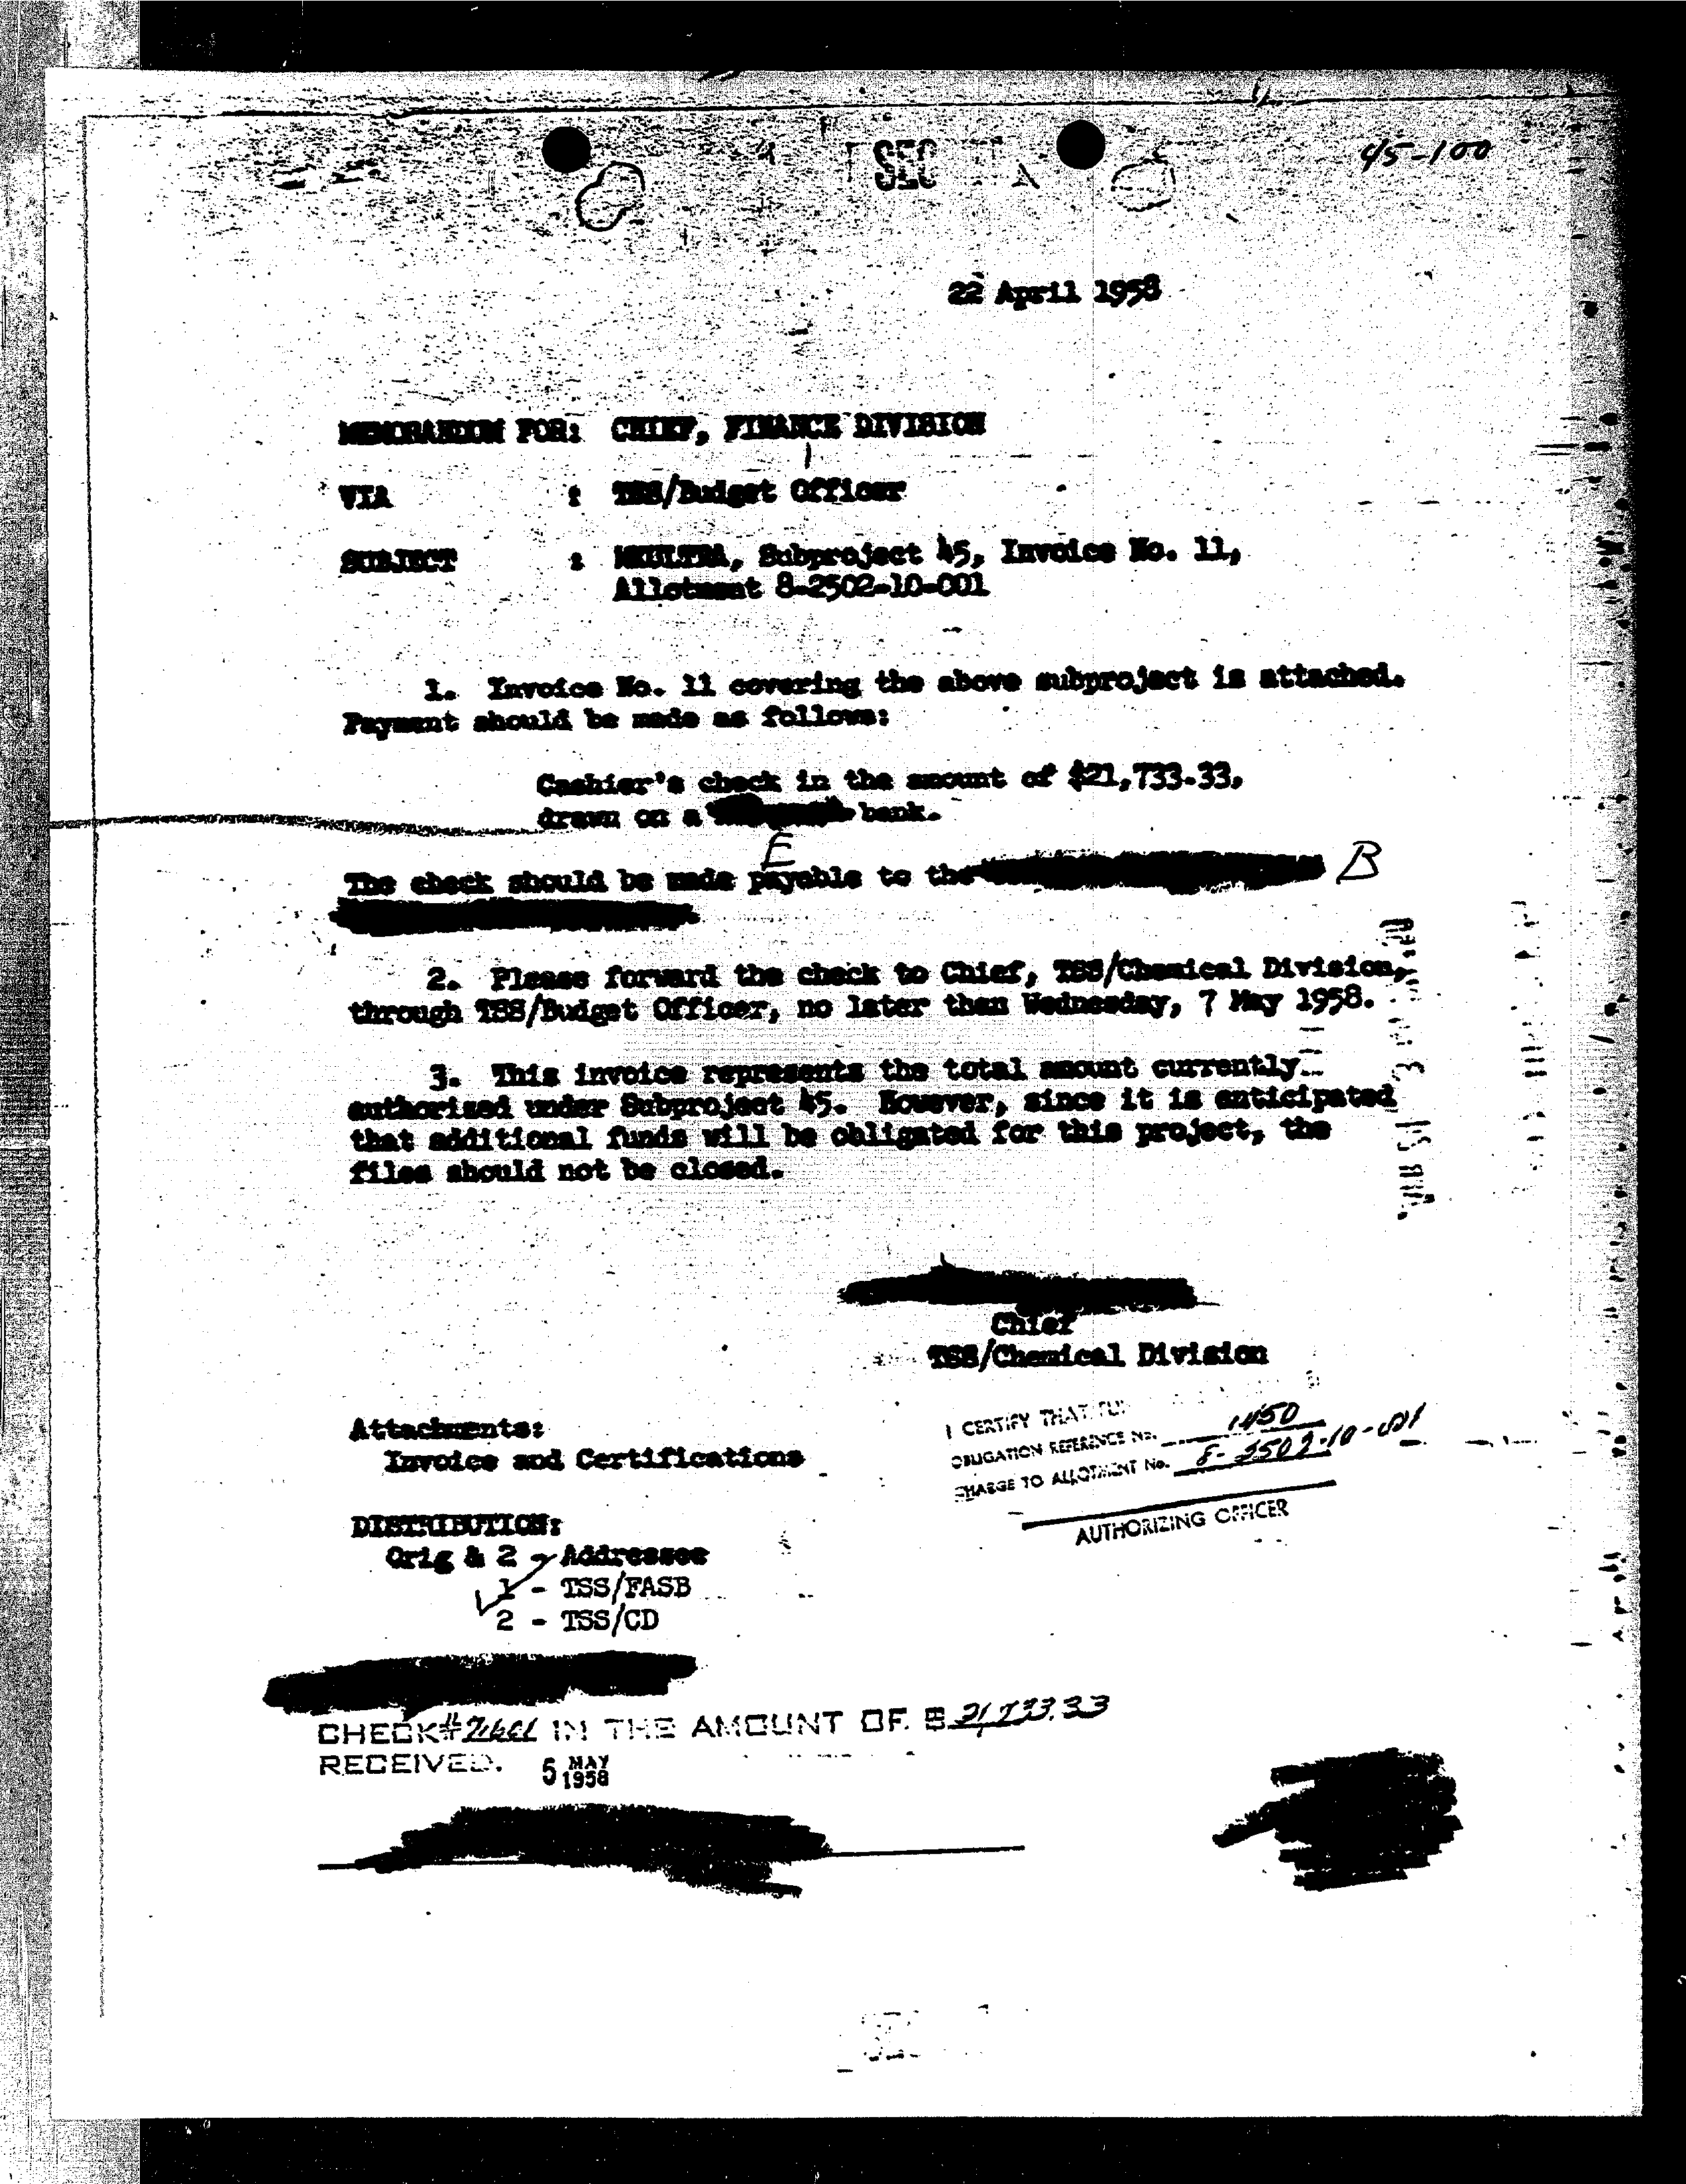 45-100
22 April 1958
MEMORANDUM FOR: CHIEF, FINANCE DIVISION
VIA : TSS/Budget Officer
SUBJECT : MKULTRA, Subproject 45, Invoice No. 11,
Allotment 8-2502-10-001
1. Invoice No. 11 covering the above subproject is attached.
Payment should be made as follows:
Cashier's check in the amount of $21,733.33,
drawn on a bank.
E
The check should be made payable to the B
2. Please forward the check to Chief, TSS/Chemical Division,
through TSS/Budget Officer, no later than Wednesday, 7 May 1958.
3. This invoice represents the total amount currently
authorized under Subproject 45. However, since it is anticipated
that additional funds will be obligated for this project, the
files should not be closed.
Chief
TSS/Chemical Division
Attachments:
Invoice and Certifications
I CERTIFY THAT
OBLIGATION REFERENCE No. 1450
CHARGE TO ALLOTMENT No. 8-2502-10-001
AUTHORIZING OFFICER
DISTRIBUTION:
Orig & 2 - Addressee
1 - TSS/FASB
2 - TSS/CD
CHECK# IN THE AMOUNT OF $ 21,733.33
RECEIVED. 5 MAY 1958